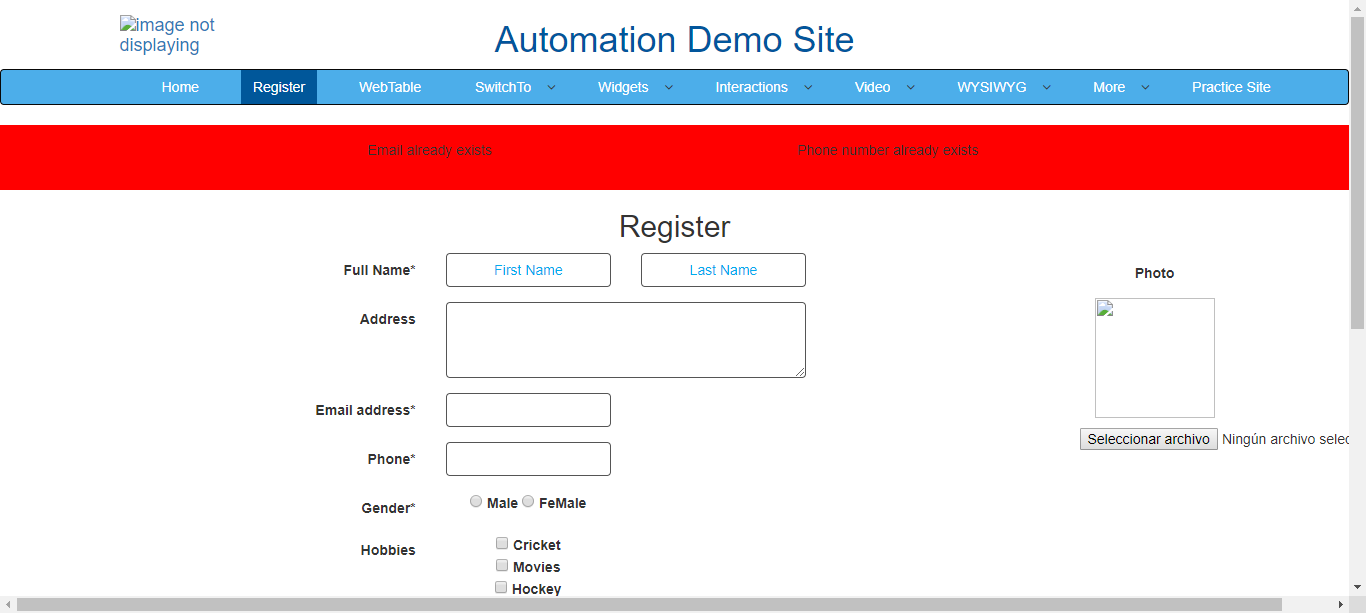 image not
displaying
Automation Demo Site
Home Register WebTable SwitchTo Widgets Interactions Video WYSIWYG More Practice Site
Email already exists Phone number already exists
Register
Full Name* First Name Last Name
Photo
Address
Email address*
Seleccionar archivo Ningún archivo selec
Phone*
Gender* Male FeMale
Hobbies Cricket
Movies
Hockey